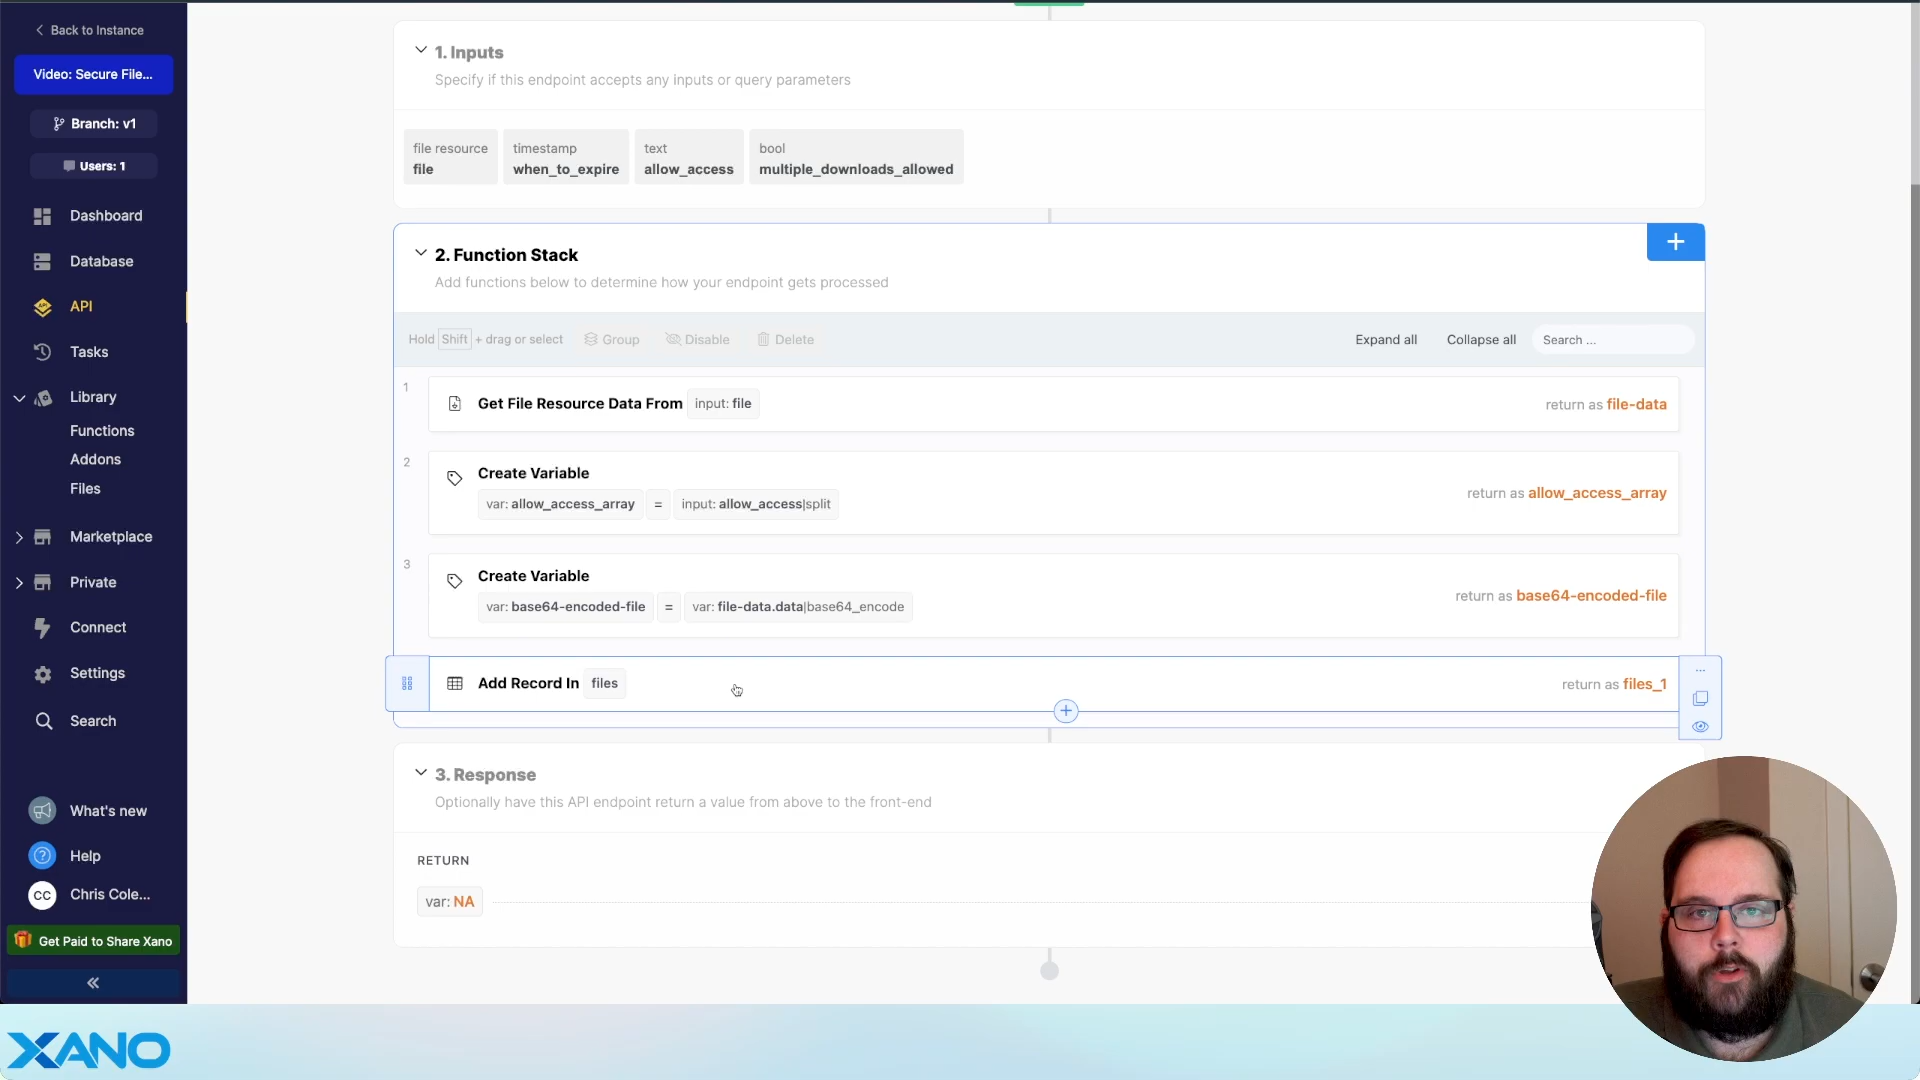 Back to Instance
Video: Secure File...
Branch: v1
Users: 1
Dashboard
Database
API
Tasks
Library
Functions
Addons
Files
Marketplace
Private
Connect
Settings
Search
What's new
Help
CC Chris Cole...
Get Paid to Share Xano
XANO
1. Inputs
Specify if this endpoint accepts any inputs or query parameters
file resource
file
timestamp
when_to_expire
text
allow_access
bool
multiple_downloads_allowed
2. Function Stack
Add functions below to determine how your endpoint gets processed
Hold Shift + drag or select Group Disable Delete Expand all Collapse all Search ...
1
Get File Resource Data From input: file return as file-data
2
Create Variable
var: allow_access_array = input: allow_access|split
return as allow_access_array
3
Create Variable
var: base64-encoded-file = var: file-data.data|base64_encode
return as base64-encoded-file
Add Record In files return as files_1
3. Response
Optionally have this API endpoint return a value from above to the front-end
RETURN
var: NA